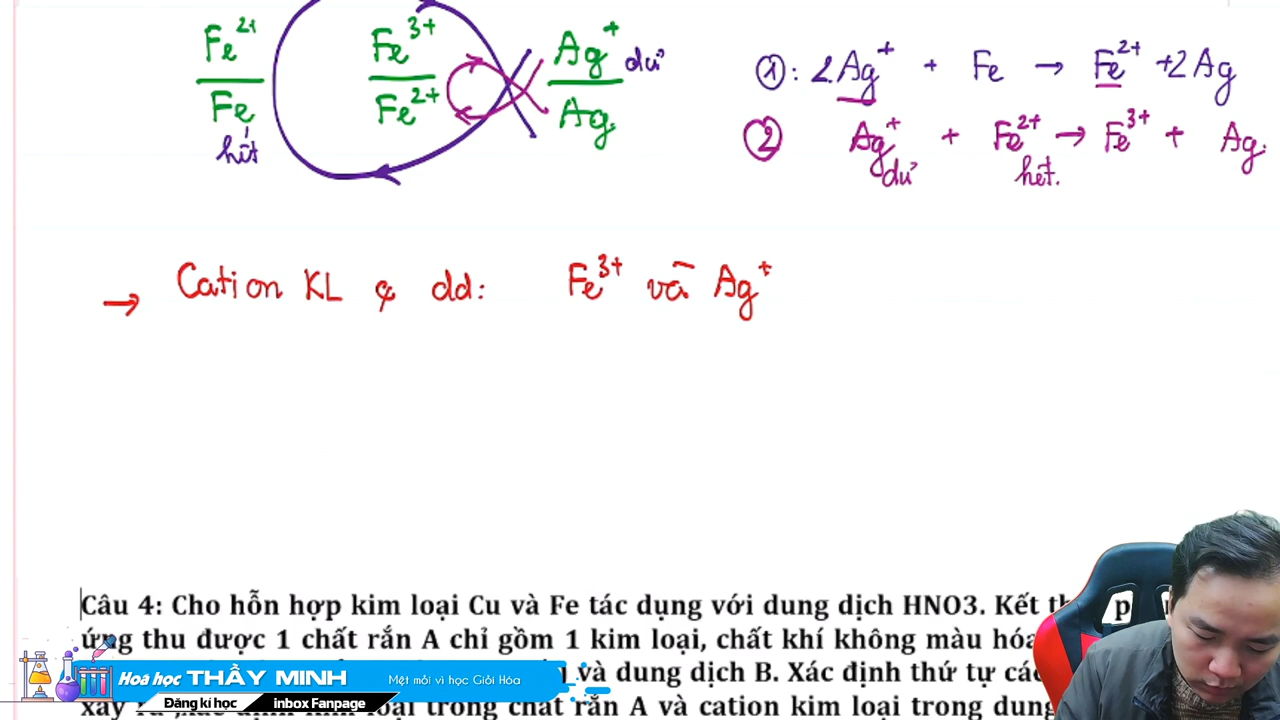 Fe²⁺ Fe³⁺ Ag⁺ dư
Fe Fe²⁺ Ag
hết
①: 2Ag⁺ + Fe → Fe²⁺ + 2Ag
② Ag⁺ + Fe²⁺ → Fe³⁺ + Ag.
dư hết.
→ Cation KL ¢ dd: Fe³⁺ và Ag⁺
Câu 4: Cho hỗn hợp kim loại Cu và Fe tác dụng với dung dịch HNO3. Kết
ứng thu được 1 chất rắn A chỉ gồm 1 kim loại, chất khí không màu hóa
và dung dịch B. Xác định thứ tự
loại trong chất rắn A và cation kim loại trong dung
Hoá học THẦY MINH
Mệt mỏi vì học Giỏi Hóa
Đăng kí học inbox Fanpage